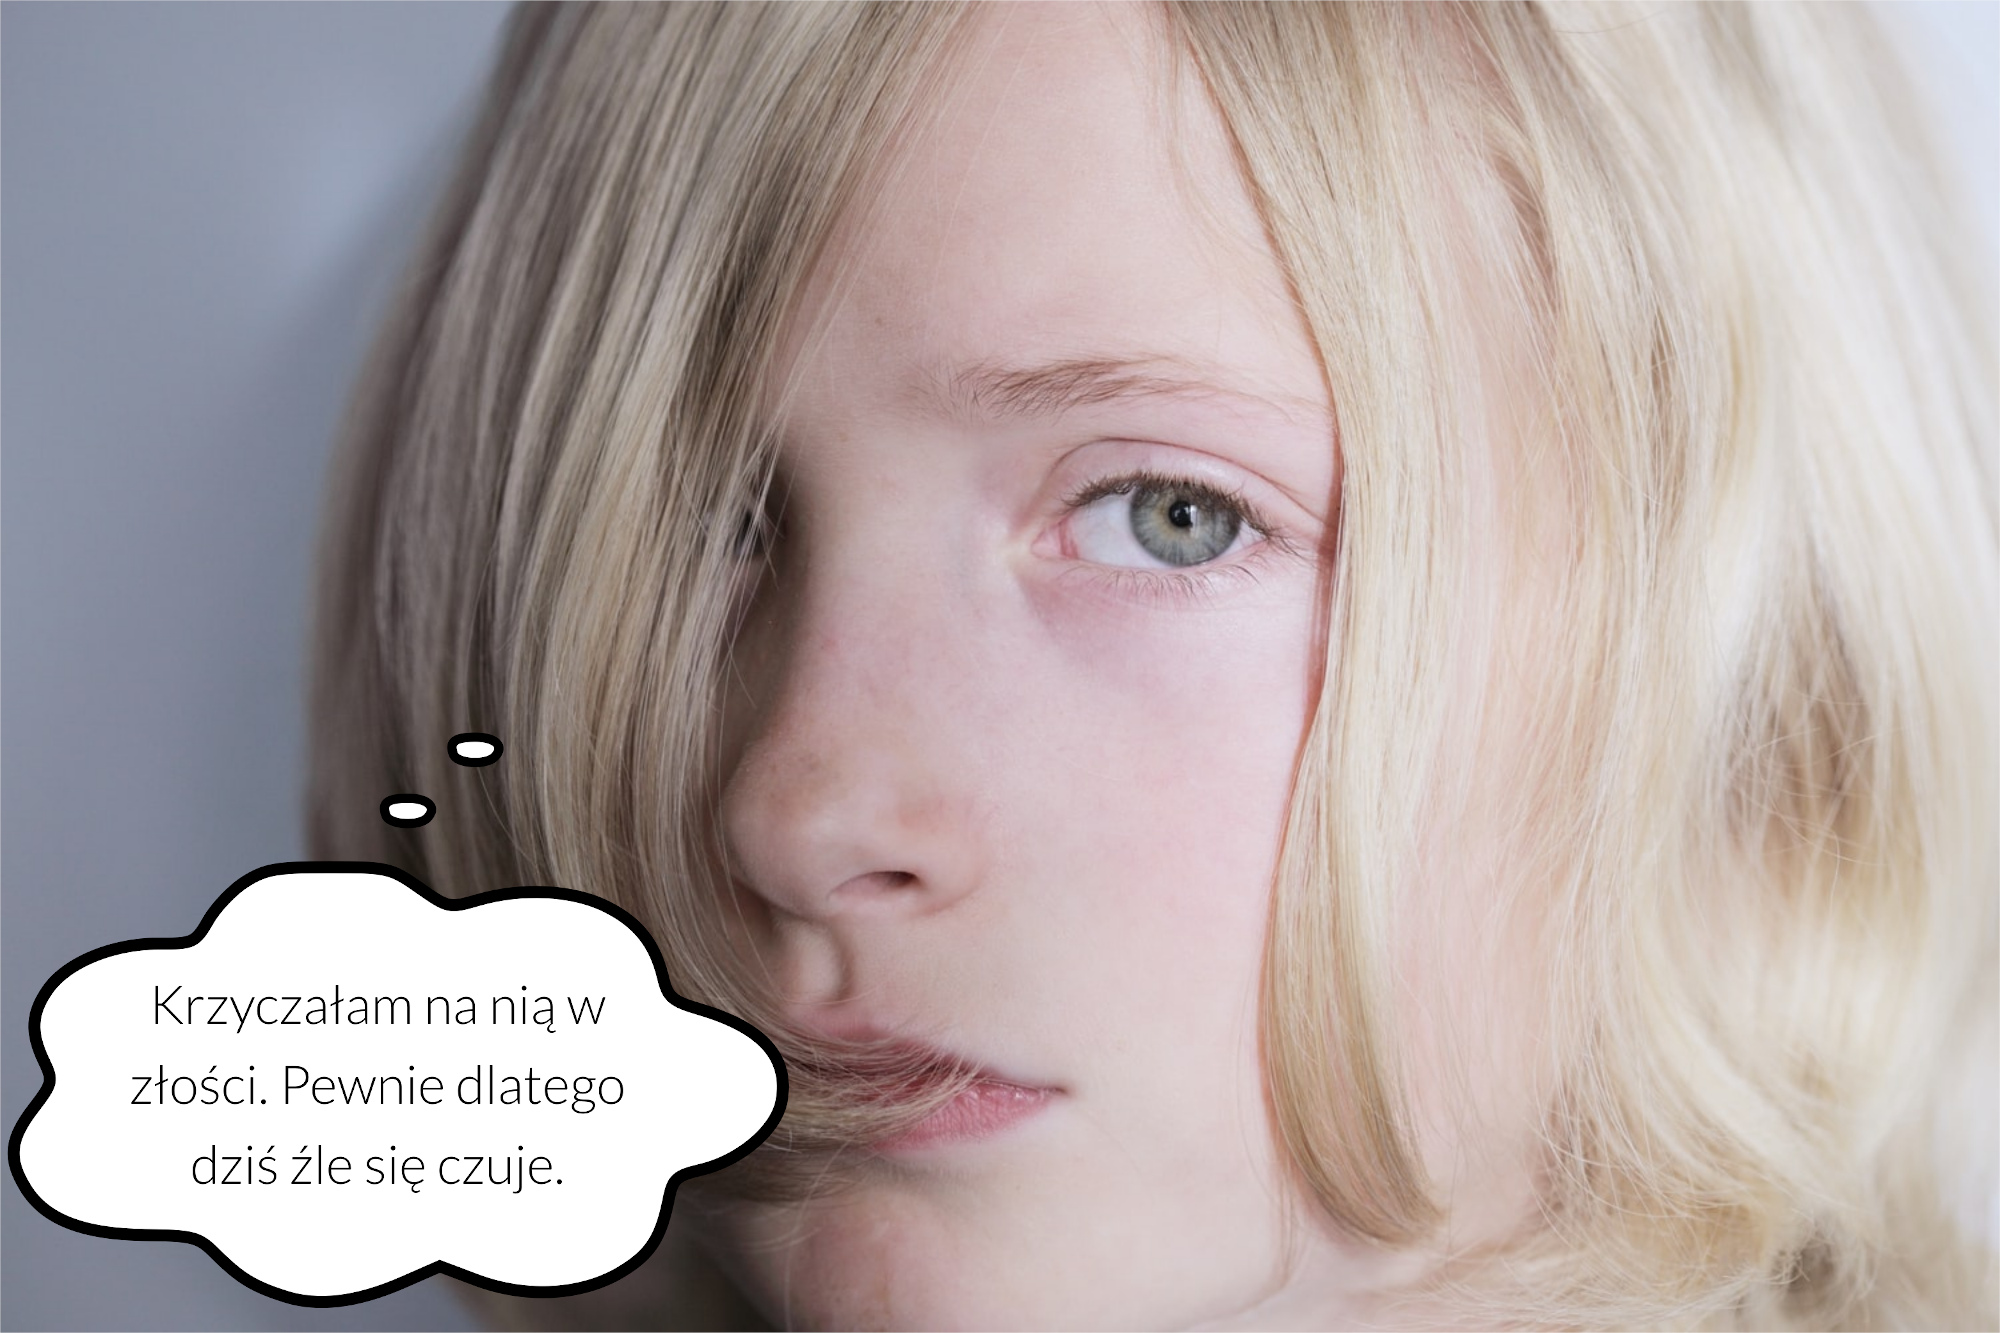 Krzyczałam na nią w
złości. Pewnie dlatego
dziś źle się czuje.